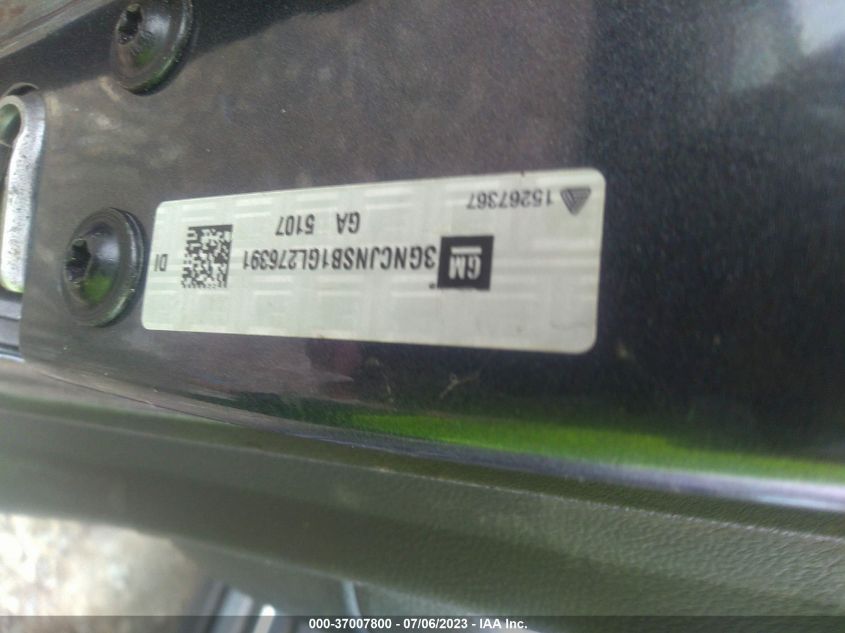 GM 3GNCJNSB1GL276391 DI
GA 5107
15267367
000-37007800 - 07/06/2023 - IAA Inc.